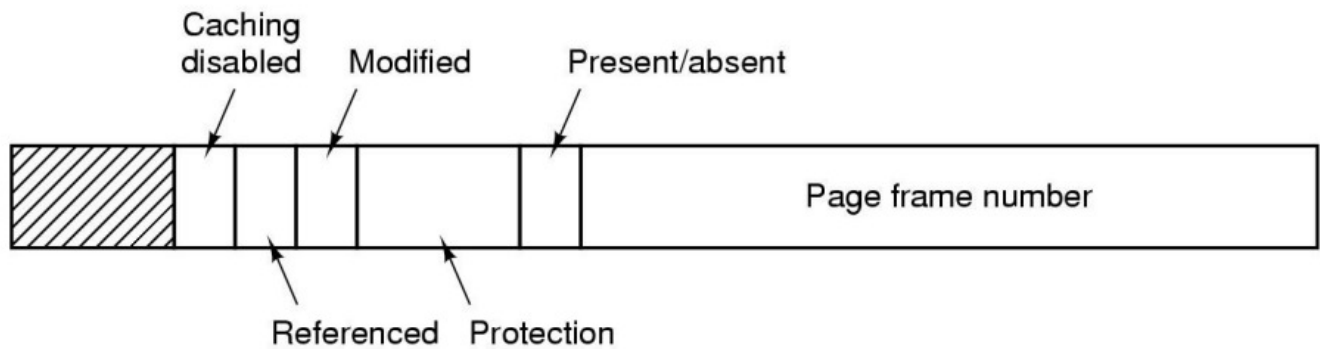 Caching
disabled
Modified
Present/absent
Page frame number
Referenced
Protection